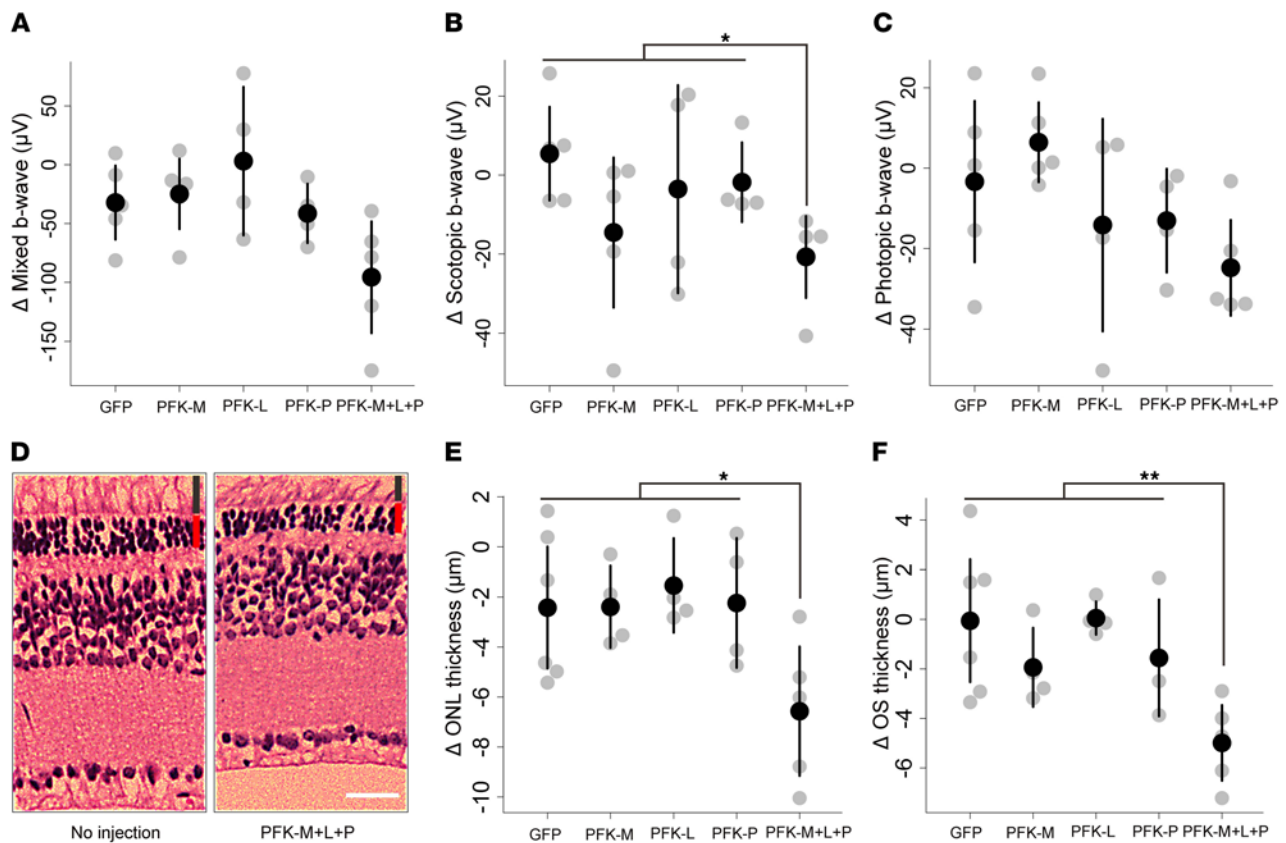 A
Δ Mixed b-wave (μV)
50
0
-50
-100
-150
GFP PFK-M PFK-L PFK-P PFK-M+L+P
B
*
Δ Scotopic b-wave (μV)
20
0
-20
-40
GFP PFK-M PFK-L PFK-P PFK-M+L+P
C
Δ Photopic b-wave (μV)
20
0
-20
-40
GFP PFK-M PFK-L PFK-P PFK-M+L+P
D
No injection PFK-M+L+P
E
*
Δ ONL thickness (μm)
2
0
-2
-4
-6
-8
-10
GFP PFK-M PFK-L PFK-P PFK-M+L+P
F
**
Δ OS thickness (μm)
4
2
0
-2
-4
-6
GFP PFK-M PFK-L PFK-P PFK-M+L+P